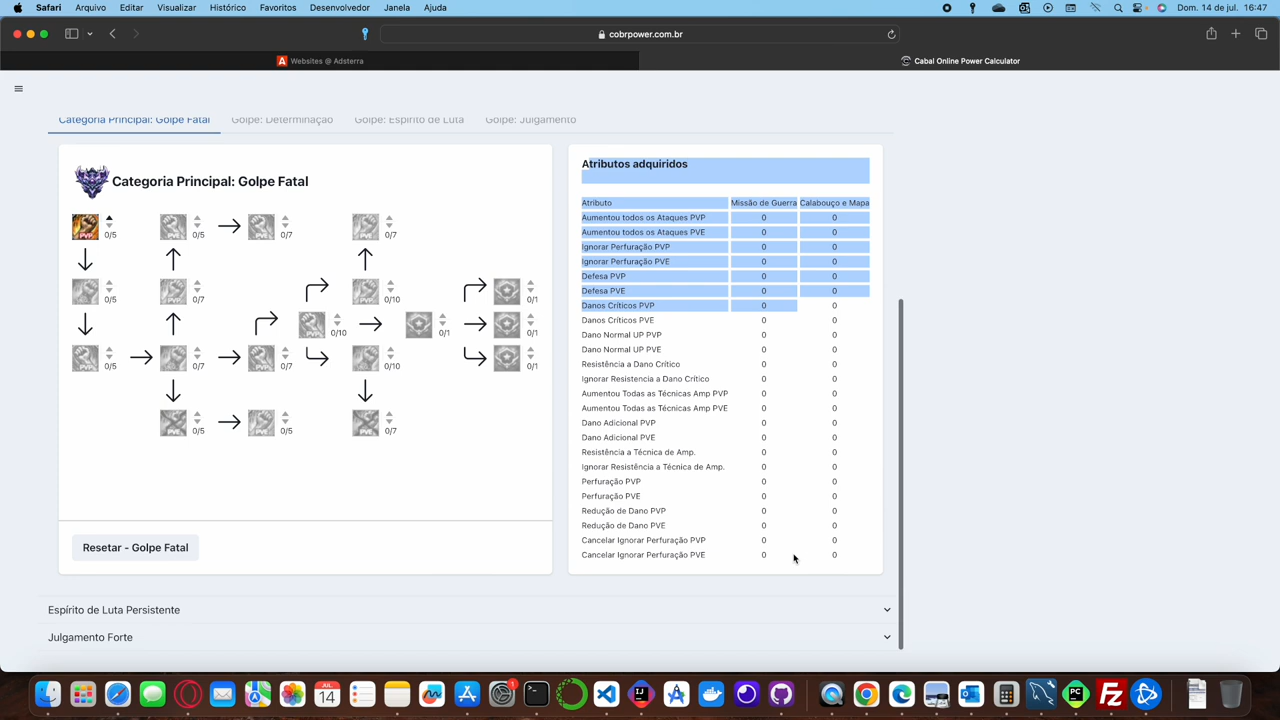 Safari Arquivo Editar Visualizar Histórico Favoritos Desenvolvedor Janela Ajuda Dom. 14 de jul. 16:47
cobrpower.com.br
Websites @ Adsterra Cabal Online Power Calculator
Categoria Principal: Golpe Fatal Golpe: Determinação Golpe: Espírito de Luta Golpe: Julgamento
Categoria Principal: Golpe Fatal
0/5 0/5 0/7 0/7
0/5 0/7 0/10 0/1
0/10 0/1 0/1
0/5 0/7 0/7 0/10 0/1
0/5 0/5 0/7
Resetar - Golpe Fatal
Atributos adquiridos
Atributo Missão de Guerra Calabouço e Mapa
Aumentou todos os Ataques PVP 0 0
Aumentou todos os Ataques PVE 0 0
Ignorar Perfuração PVP 0 0
Ignorar Perfuração PVE 0 0
Defesa PVP 0 0
Defesa PVE 0 0
Danos Críticos PVP 0 0
Danos Críticos PVE 0 0
Dano Normal UP PVP 0 0
Dano Normal UP PVE 0 0
Resistência a Dano Crítico 0 0
Ignorar Resistencia a Dano Crítico 0 0
Aumentou Todas as Técnicas Amp PVP 0 0
Aumentou Todas as Técnicas Amp PVE 0 0
Dano Adicional PVP 0 0
Dano Adicional PVE 0 0
Resistência a Técnica de Amp. 0 0
Ignorar Resistência a Técnica de Amp. 0 0
Perfuração PVP 0 0
Perfuração PVE 0 0
Redução de Dano PVP 0 0
Redução de Dano PVE 0 0
Cancelar Ignorar Perfuração PVP 0 0
Cancelar Ignorar Perfuração PVE 0 0
Espírito de Luta Persistente
Julgamento Forte